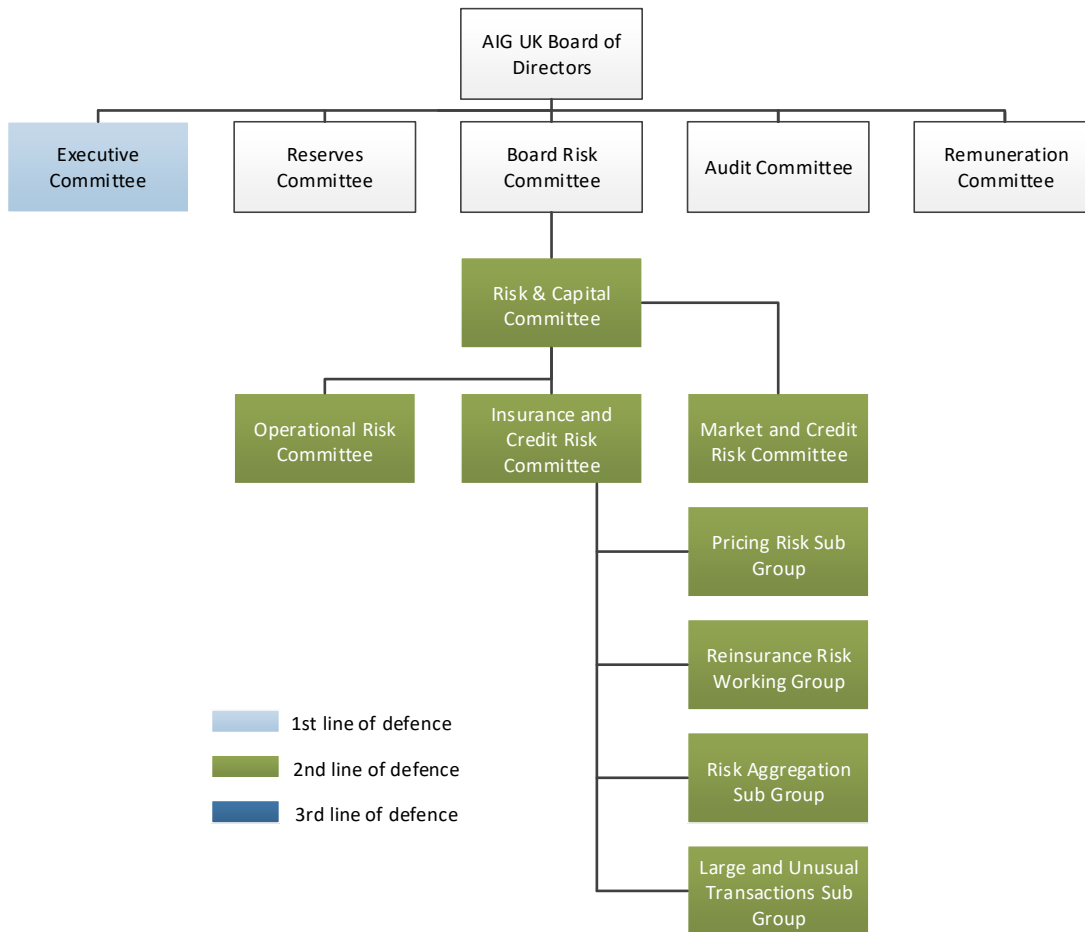 AIG UK Board of
Directors
Executive
Committee
Reserves
Committee
Board Risk
Committee
Audit Committee
Remuneration
Committee
Risk & Capital
Committee
Operational Risk
Committee
Insurance and
Credit Risk
Committee
Market and Credit
Risk Committee
Pricing Risk Sub
Group
Reinsurance Risk
Working Group
Risk Aggregation
Sub Group
Large and Unusual
Transactions Sub
Group
1st line of defence
2nd line of defence
3rd line of defence